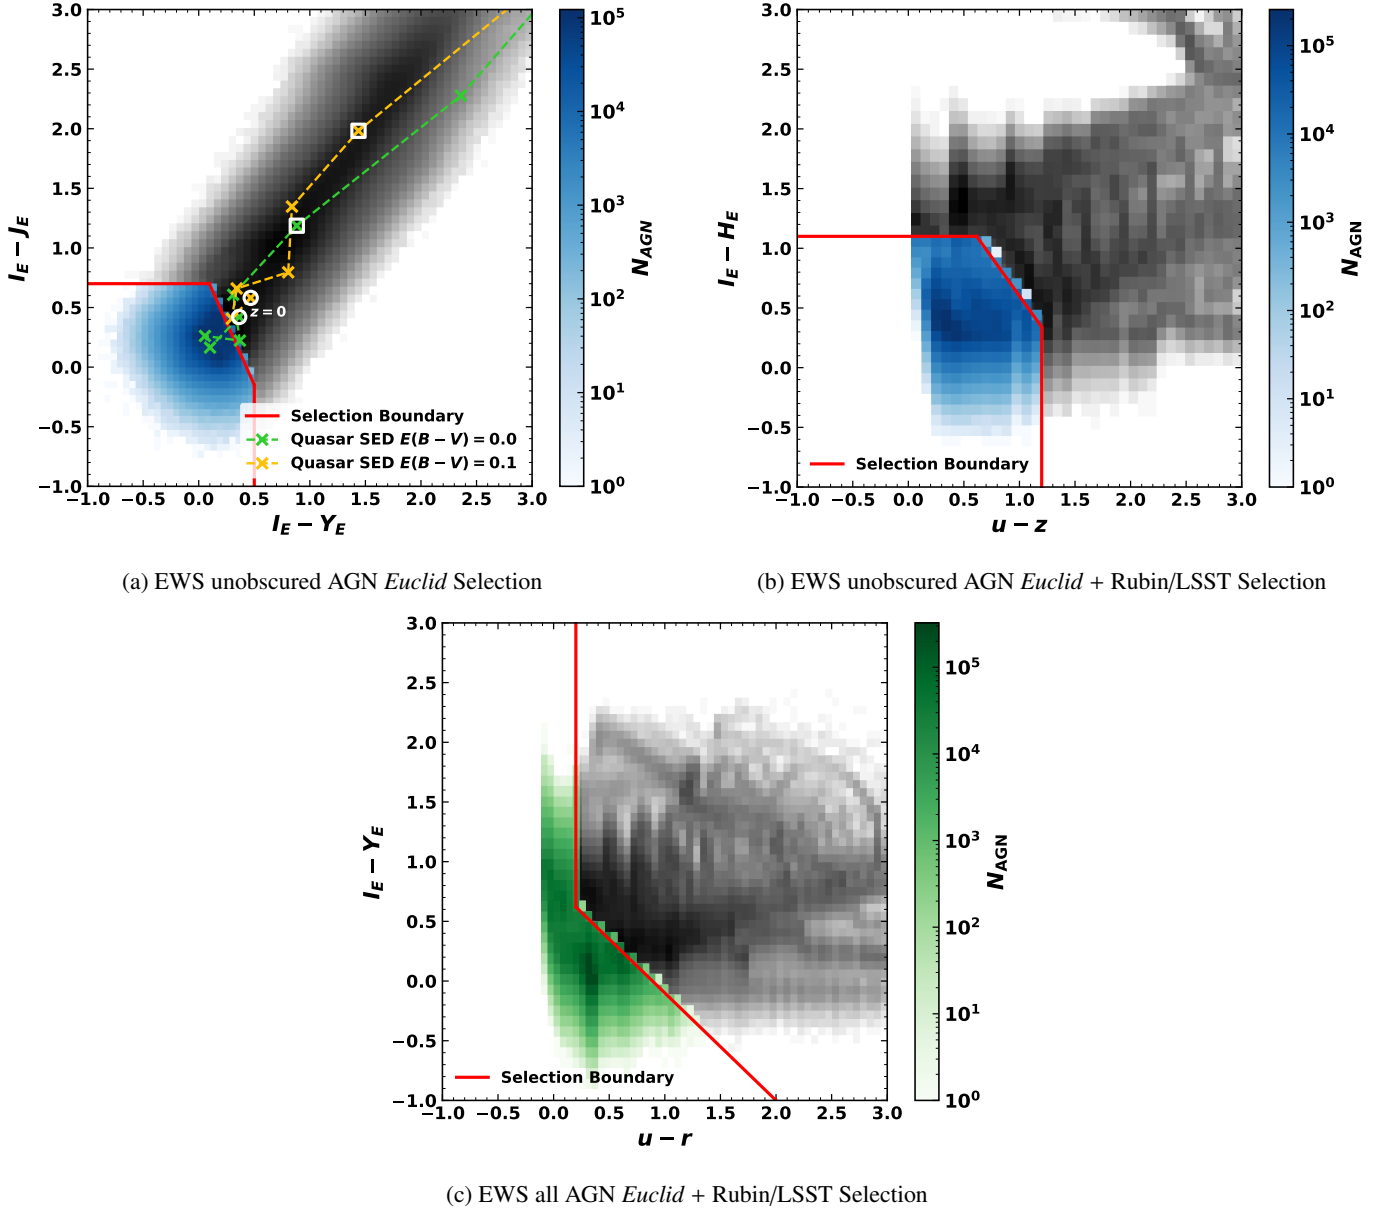 3.0
2.5
2.0
1.5
1.0
0.5
0.0
−0.5
−1.0
I_E − J_E
−1.0 −0.5 0.0 0.5 1.0 1.5 2.0 2.5 3.0
I_E − Y_E
z = 0
Selection Boundary
Quasar SED E(B − V) = 0.0
Quasar SED E(B − V) = 0.1
10^5
10^4
10^3
10^2
10^1
10^0
N_AGN
(a) EWS unobscured AGN Euclid Selection
3.0
2.5
2.0
1.5
1.0
0.5
0.0
−0.5
−1.0
I_E − H_E
−1.0 −0.5 0.0 0.5 1.0 1.5 2.0 2.5 3.0
u − z
Selection Boundary
10^5
10^4
10^3
10^2
10^1
10^0
N_AGN
(b) EWS unobscured AGN Euclid + Rubin/LSST Selection
3.0
2.5
2.0
1.5
1.0
0.5
0.0
−0.5
−1.0
I_E − Y_E
−1.0 −0.5 0.0 0.5 1.0 1.5 2.0 2.5 3.0
u − r
Selection Boundary
10^5
10^4
10^3
10^2
10^1
10^0
N_AGN
(c) EWS all AGN Euclid + Rubin/LSST Selection